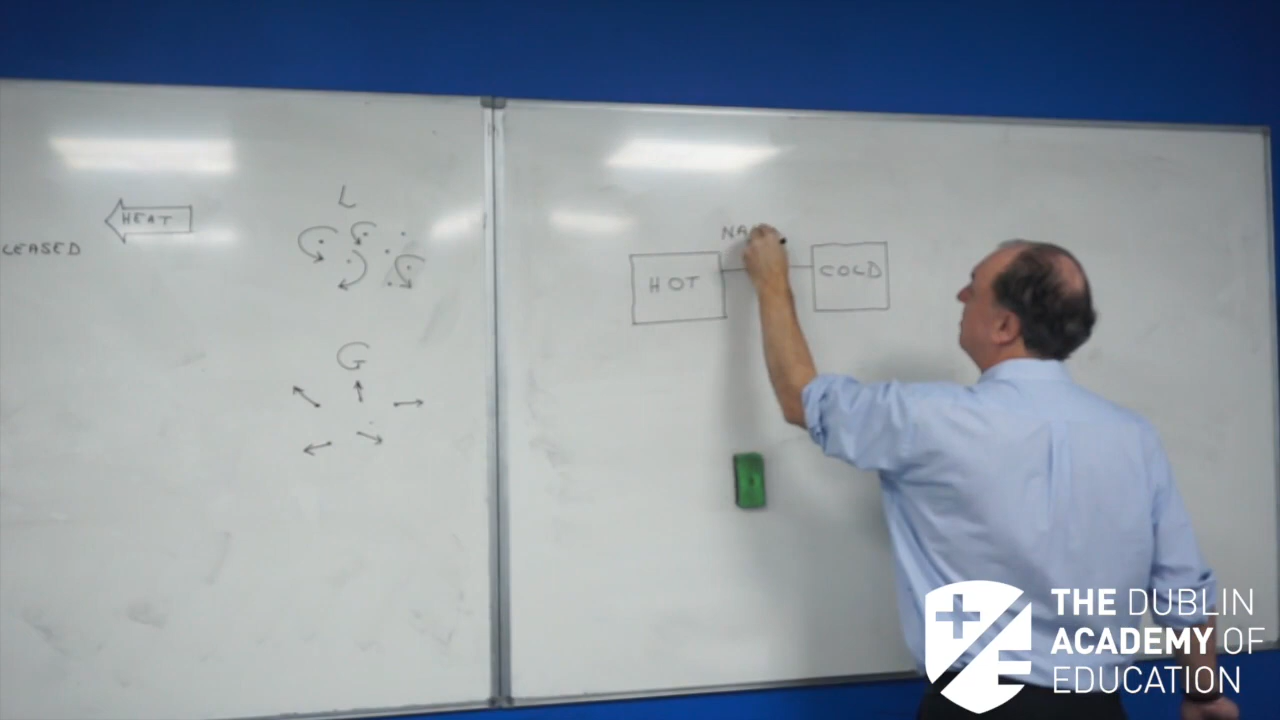 HEAT
LEASED
L
G
HOT
COLD
THE DUBLIN
ACADEMY OF
EDUCATION